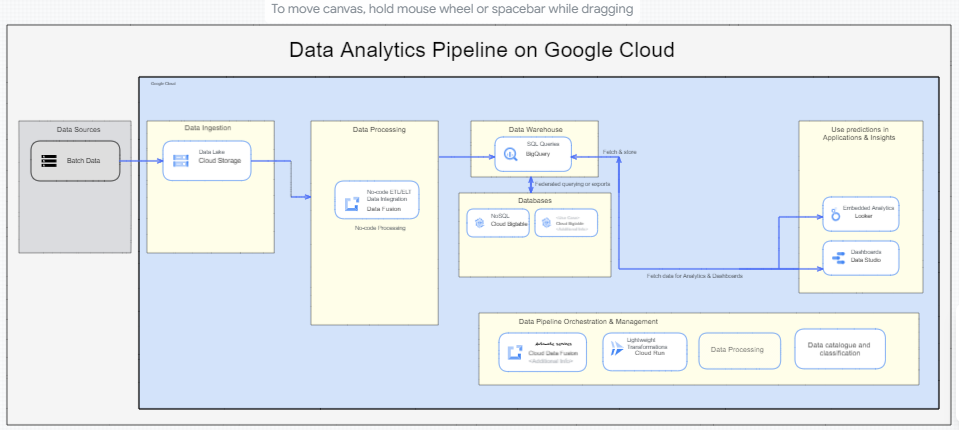 To move canvas, hold mouse wheel or spacebar while dragging
Data Analytics Pipeline on Google Cloud
Google Cloud
Data Sources
Batch Data
Data Ingestion
Data Lake
Cloud Storage
Data Processing
No-code ETL/ELT
Data Integration
Data Fusion
No-code Processing
Data Warehouse
SQL Queries
BigQuery
Fetch & store
Federated querying or exports
Databases
NoSQL
Cloud Bigtable
Cloud Bigtable
Fetch data for Analytics & Dashboards
Use predictions in
Applications & Insights
Embedded Analytics
Looker
Dashboards
Data Studio
Data Pipeline Orchestration & Management
Cloud Data Fusion
<Additional Info>
Lightweight
Transformations
Cloud Run
Data Processing
Data catalogue and
classification